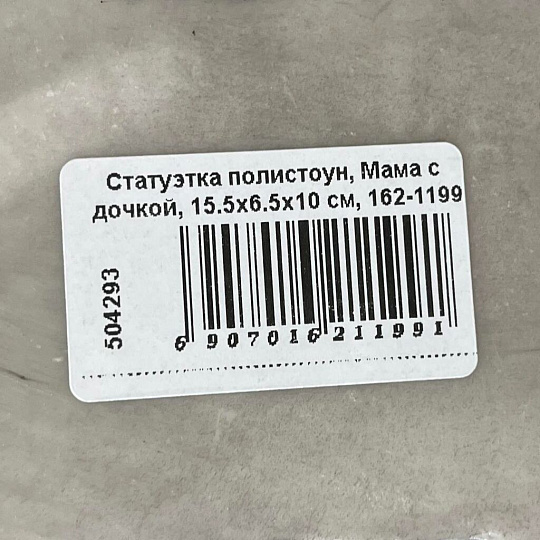 Статуэтка полистоун, Мама с
дочкой, 15.5х6.5х10 см, 162-1199
504293
6 907016 211991